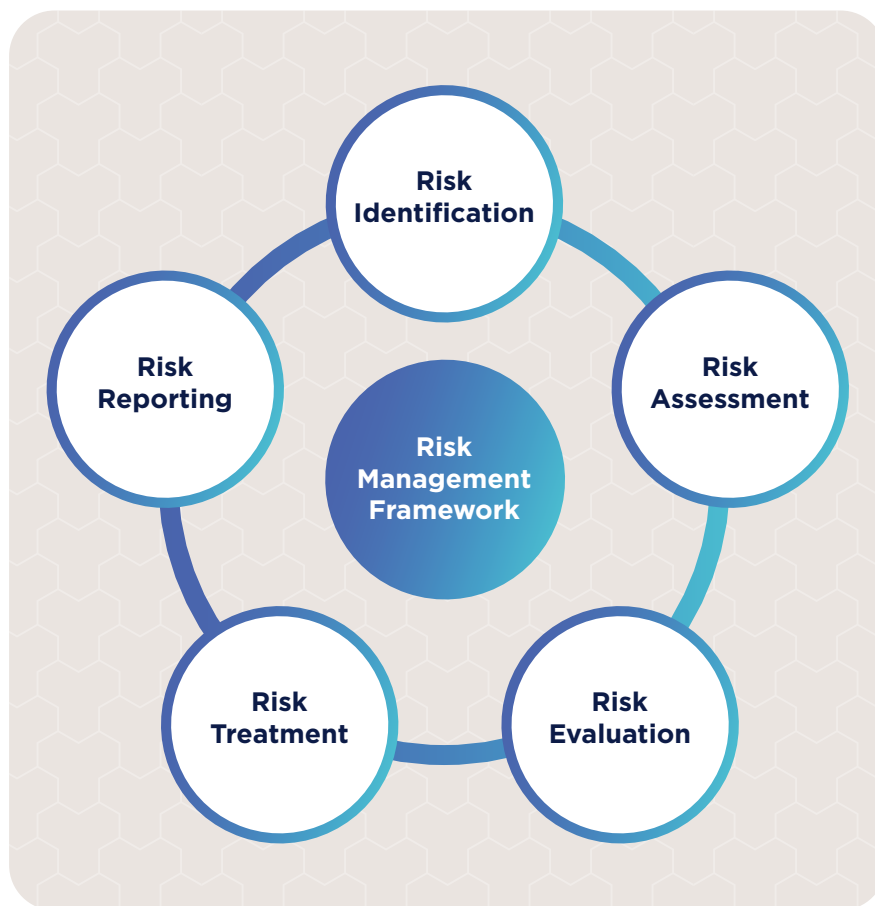 Risk
Identification
Risk
Assessment
Risk
Evaluation
Risk
Treatment
Risk
Reporting
Risk
Management
Framework